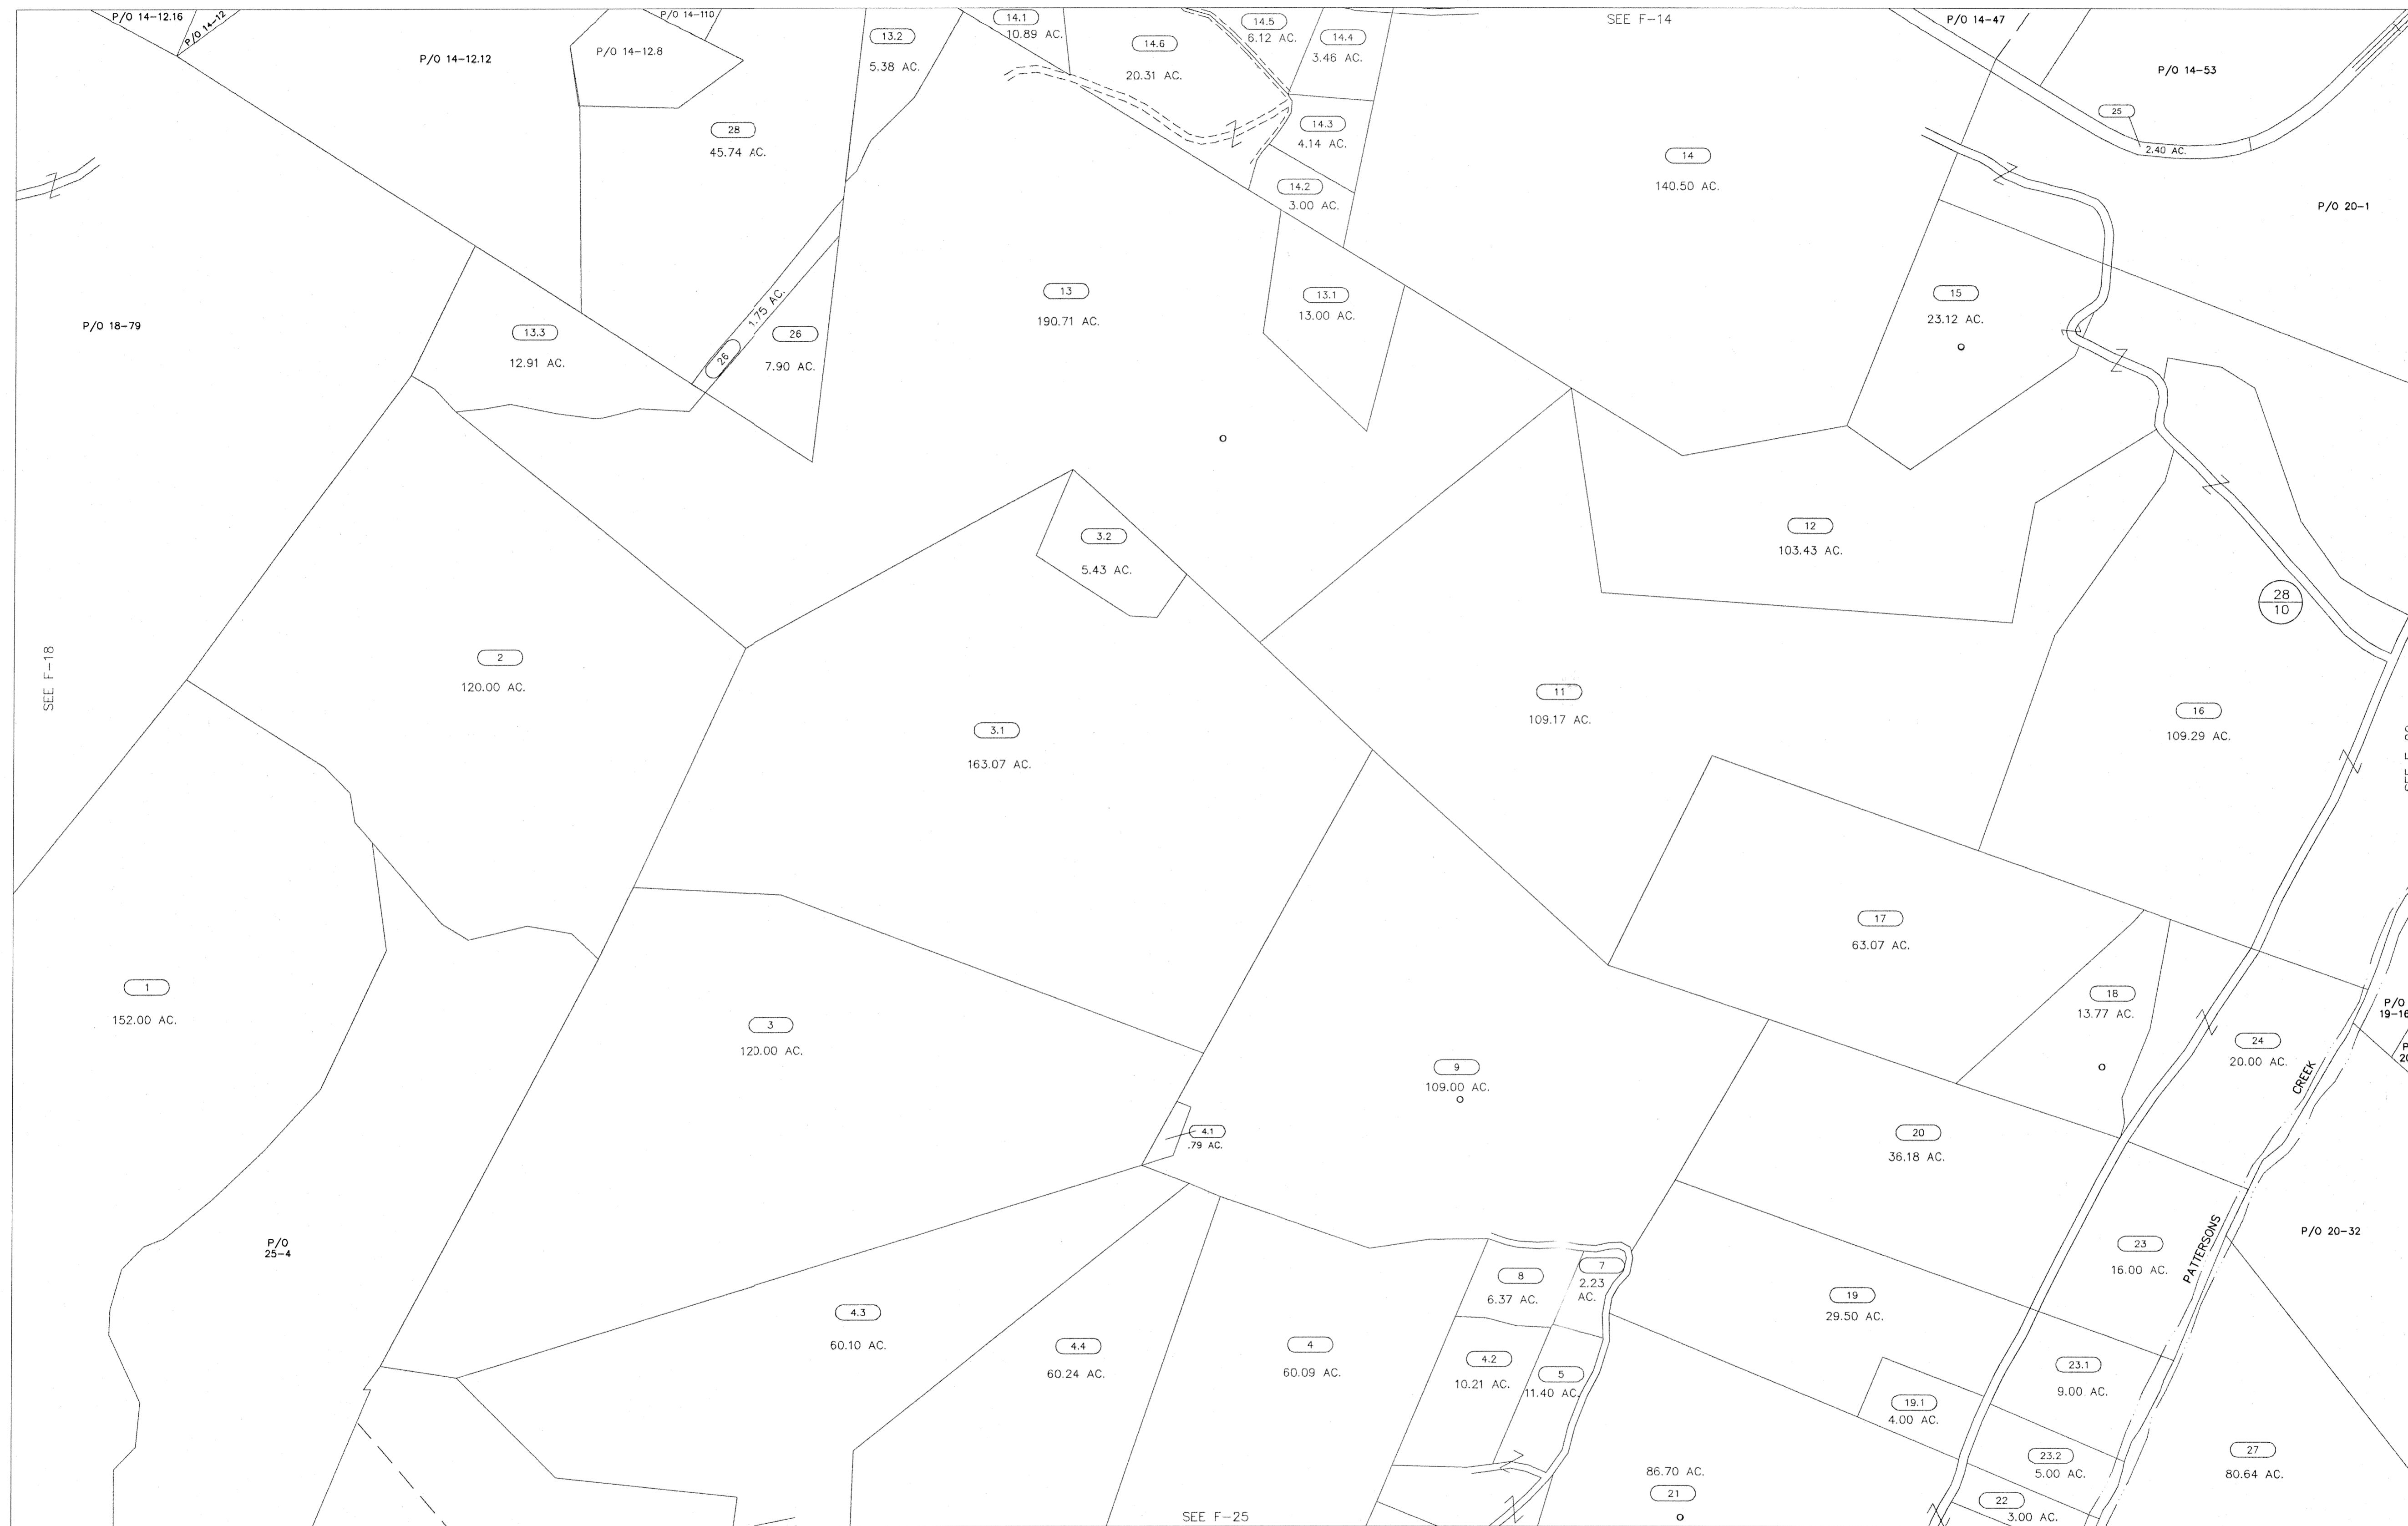 P/O 14-12.16
P/O 14-12
P/O 14-110
14.1
10.89 AC.
14.5
6.12 AC.
SEE F-14
P/O 14-47
P/O 14-12.12
P/O 14-12.8
13.2
5.38 AC.
14.6
20.31 AC.
14.4
3.46 AC.
P/O 14-53
28
45.74 AC.
14.3
4.14 AC.
25
2.40 AC.
14
140.50 AC.
14.2
3.00 AC.
P/O 20-1
P/O 18-79
13.3
12.91 AC.
1.75 AC.
26
26
7.90 AC.
13
190.71 AC.
13.1
13.00 AC.
15
23.12 AC.
3.2
5.43 AC.
12
103.43 AC.
28
10
SEE F-18
2
120.00 AC.
3.1
163.07 AC.
11
109.17 AC.
16
109.29 AC.
17
63.07 AC.
1
152.00 AC.
3
120.00 AC.
9
109.00 AC.
18
13.77 AC.
24
20.00 AC.
P/O
19-16
CREEK
4.1
.79 AC.
20
36.18 AC.
P/O
25-4
PATTERSONS
23
16.00 AC.
P/O 20-32
8
6.37 AC.
7
2.23
AC.
19
29.50 AC.
4.3
60.10 AC.
4.4
60.24 AC.
4
60.09 AC.
4.2
10.21 AC.
5
11.40 AC.
23.1
9.00 AC.
19.1
4.00 AC.
23.2
5.00 AC.
27
80.64 AC.
86.70 AC.
21
22
3.00 AC.
SEE F-25